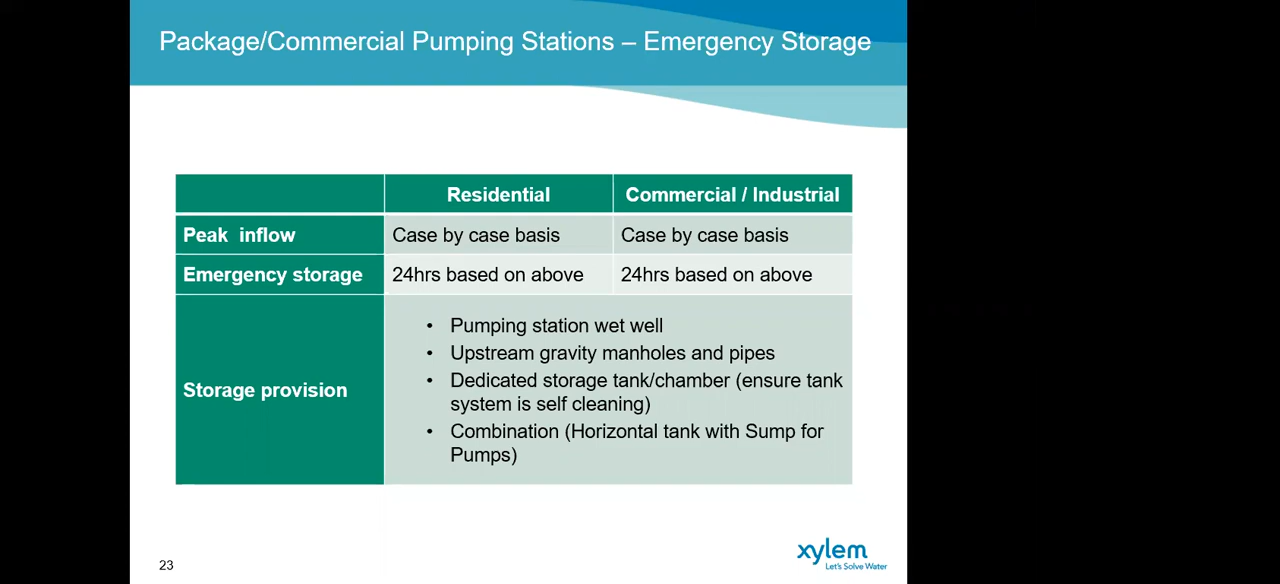 Package/Commercial Pumping Stations – Emergency Storage
Residential
Commercial / Industrial
Peak inflow
Case by case basis
Case by case basis
Emergency storage
24hrs based on above
24hrs based on above
Storage provision
• Pumping station wet well
• Upstream gravity manholes and pipes
• Dedicated storage tank/chamber (ensure tank
system is self cleaning)
• Combination (Horizontal tank with Sump for
Pumps)
23
xylem
Let's Solve Water